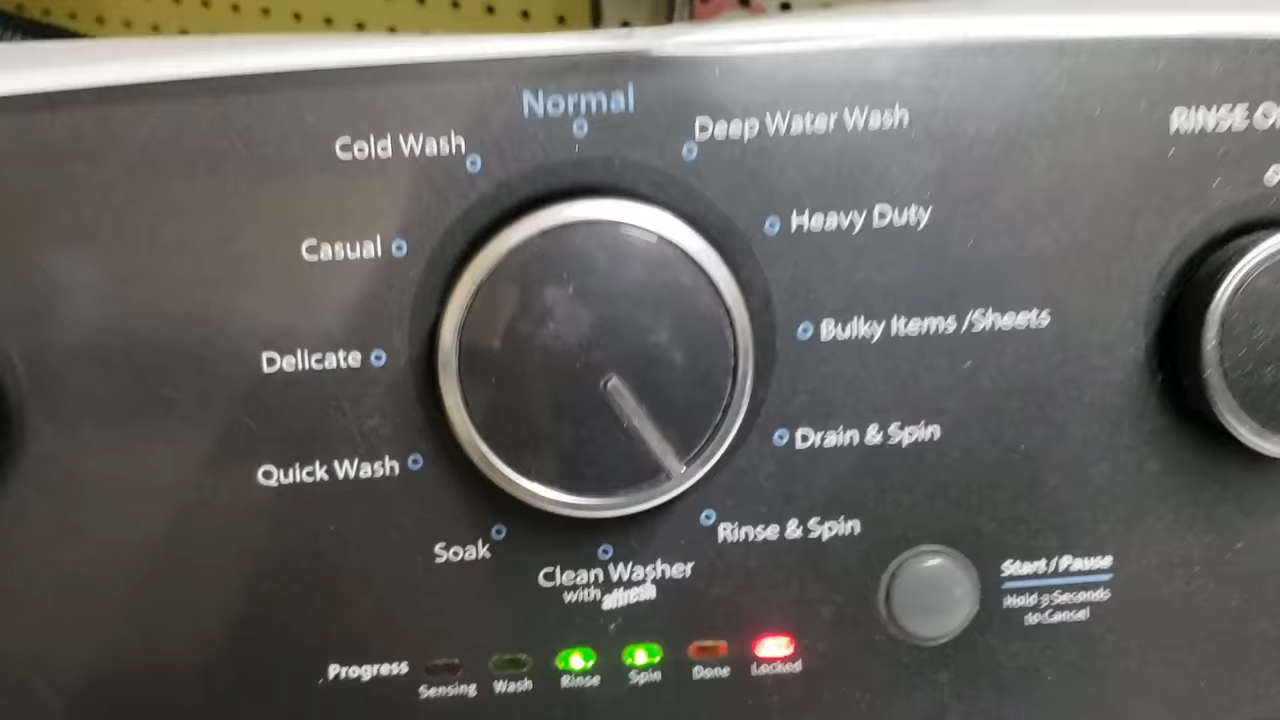 Normal
Cold Wash
Deep Water Wash
RINSE
Casual
Heavy Duty
Delicate
Bulky Items /Sheets
Quick Wash
Drain & Spin
Soak
Rinse & Spin
Clean Washer
with affresh
Start / Pause
Hold 3 Seconds
to Cancel
Progress
Sensing
Wash
Rinse
Spin
Done
Locked